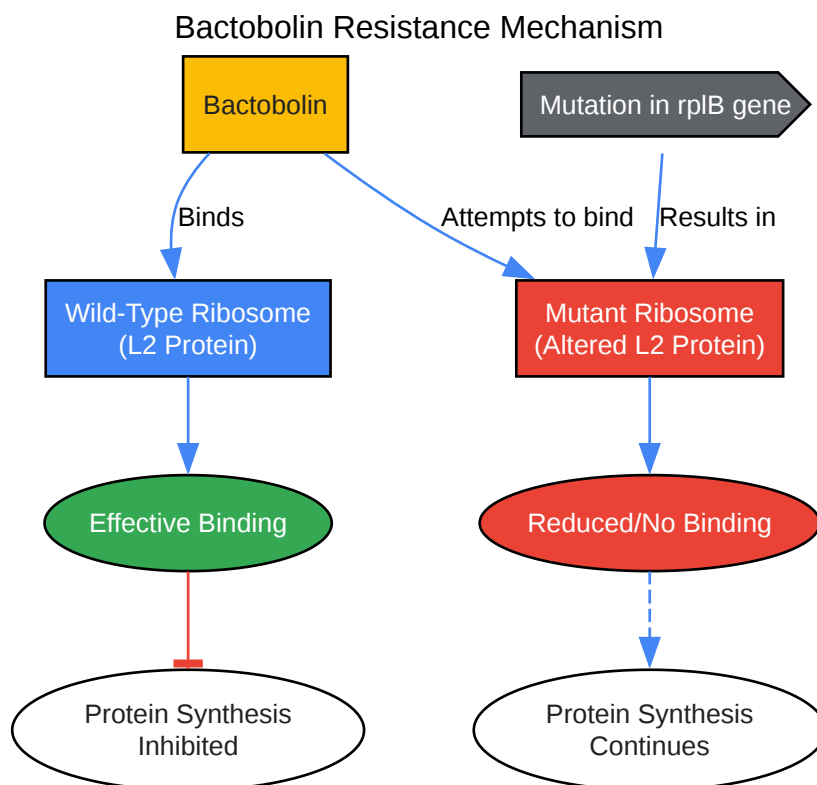 Bactobolin Resistance Mechanism
Bactobolin
Mutation in rplB gene
Binds
Attempts to bind
Results in
Wild-Type Ribosome
(L2 Protein)
Mutant Ribosome
(Altered L2 Protein)
Effective Binding
Reduced/No Binding
Protein Synthesis
Inhibited
Protein Synthesis
Continues